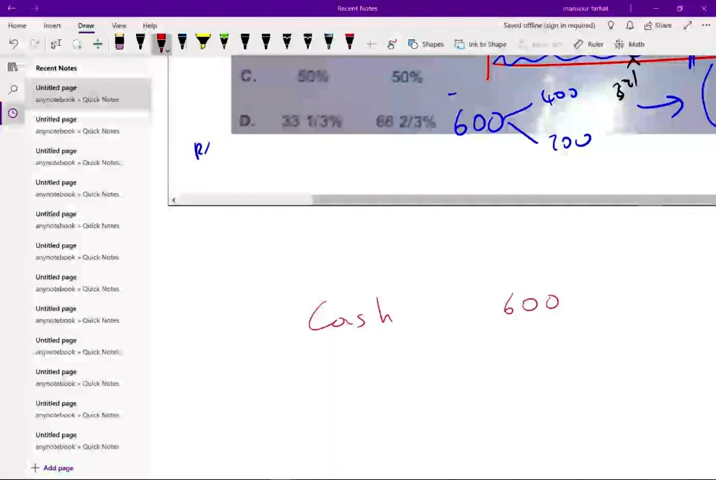 Recent Notes
mansour farhat
Home Insert Draw View Help
Saved offline (sign in required) Share
Shapes Ink to Shape Ruler Math
Recent Notes
Untitled page
anynotebook » Quick Notes
Untitled page
anynotebook » Quick Notes
Untitled page
anynotebook » Quick Notes
Untitled page
anynotebook » Quick Notes
Untitled page
anynotebook » Quick Notes
Untitled page
anynotebook » Quick Notes
Untitled page
anynotebook » Quick Notes
Untitled page
anynotebook » Quick Notes
Untitled page
anynotebook » Quick Notes
Untitled page
anynotebook » Quick Notes
Untitled page
anynotebook » Quick Notes
Untitled page
anynotebook » Quick Notes
Add page
C. 50% 50%
D. 33 1/3% 66 2/3%
600
400
200
Cash 600